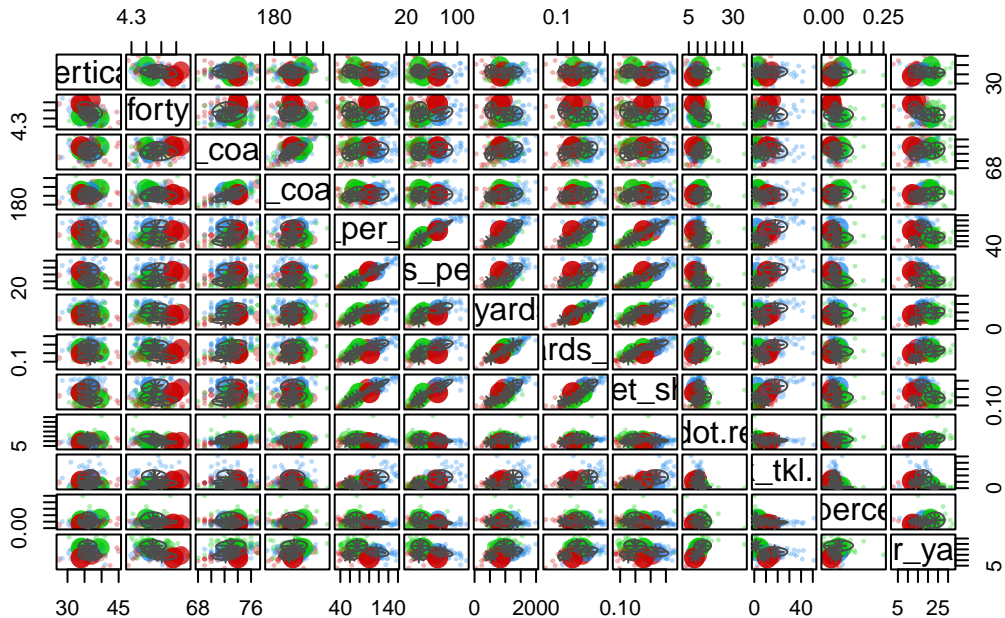 4.3 180 20 100 0.1 5 30 0.00 0.25
ertica
30
forty
4.3
_coa
68
_coa
180
_per_
40
s_pe
20
yard
0
ards_
0.1
et_sh
0.10
dot.re
5
_tkl.
0
perce
0.00
r_ya
5
30 45 68 76 40 140 0 2000 0.10 0 40 5 25